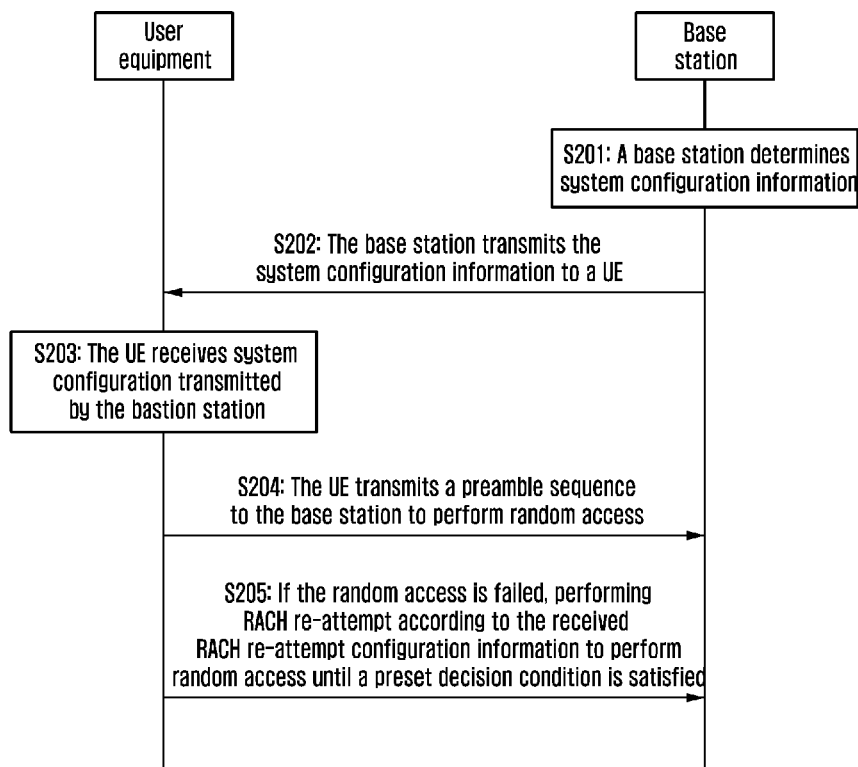 User
equipment
Base
station
S201: A base station determines
system configuration information
S202: The base station transmits the
system configuration information to a UE
S203: The UE receives system
configuration transmitted
by the bastion station
S204: The UE transmits a preamble sequence
to the base station to perform random access
S205: If the random access is failed, performing
RACH re-attempt according to the received
RACH re-attempt configuration information to perform
random access until a preset decision condition is satisfied